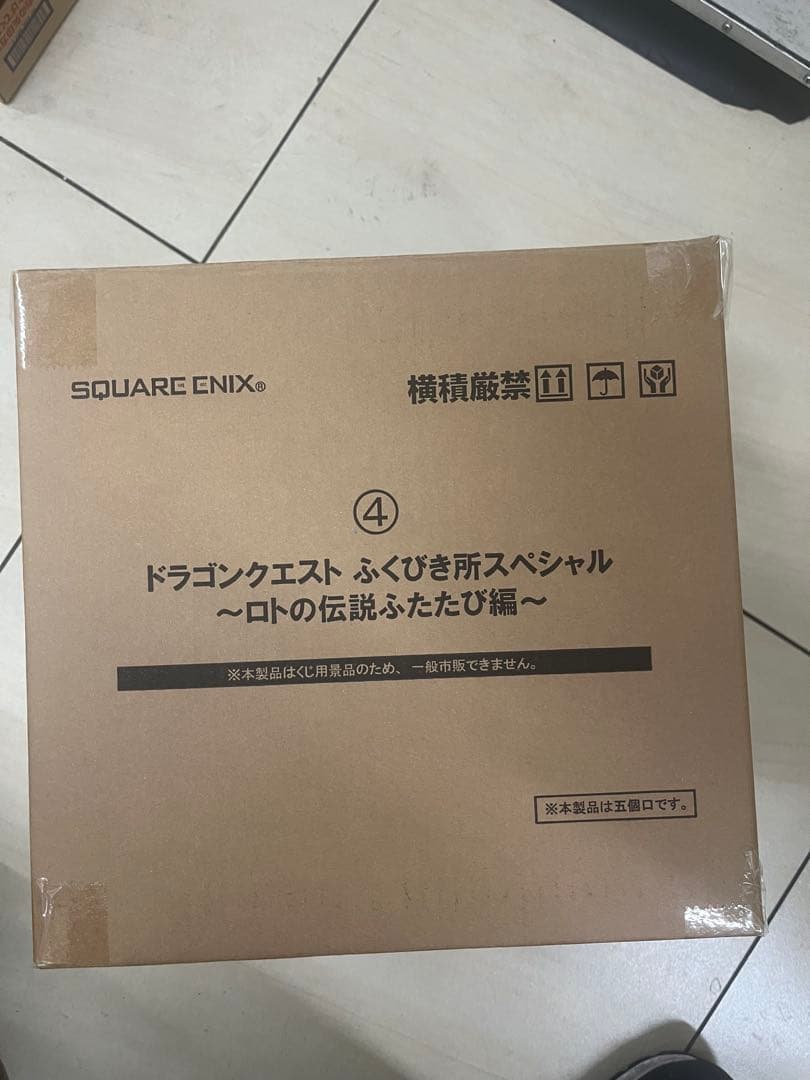 SQUARE ENIX®
横積厳禁
④
ドラゴンクエスト ふくびき所スペシャル
～ロトの伝説ふたたび編～
※本製品はくじ用景品のため、一般市販できません。
※本製品は五個口です。